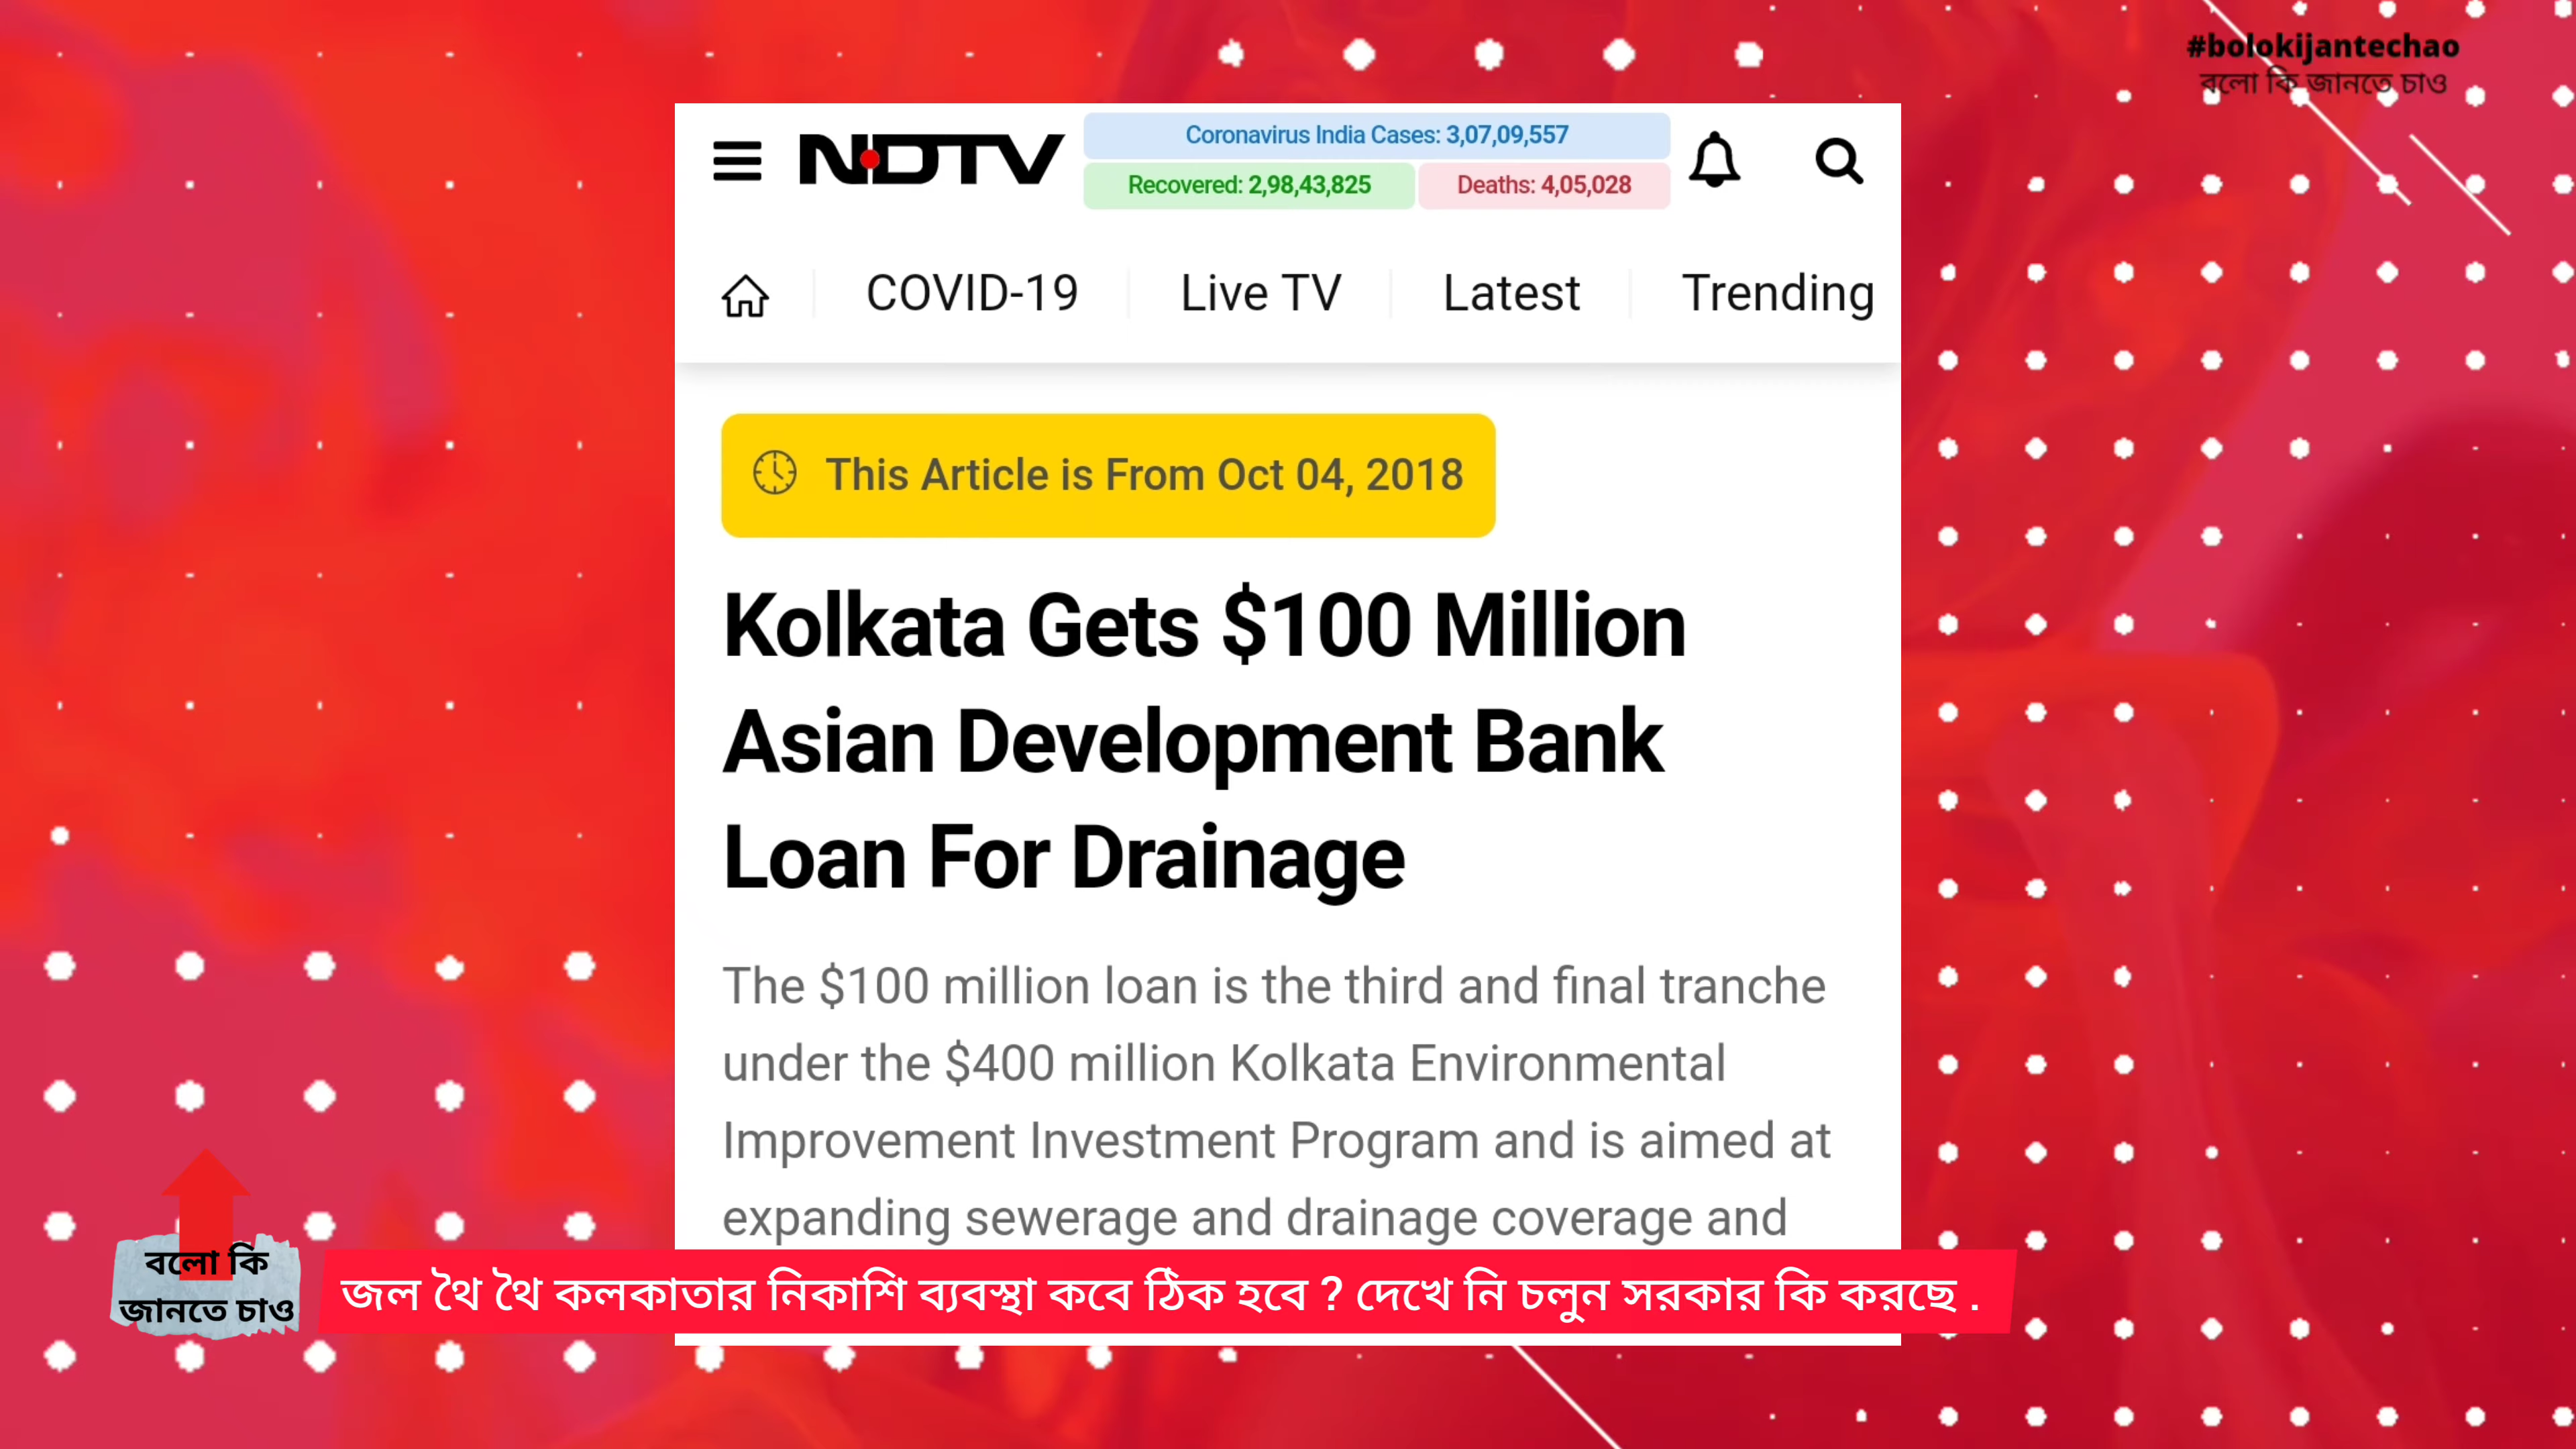 #bolokijantechao
বলো কি জানতে চাও
NDTV
Coronavirus India Cases: 3,07,09,557
Recovered: 2,98,43,825 Deaths: 4,05,028
COVID-19 Live TV Latest Trending
This Article is From Oct 04, 2018
Kolkata Gets $100 Million
Asian Development Bank
Loan For Drainage
The $100 million loan is the third and final tranche
under the $400 million Kolkata Environmental
Improvement Investment Program and is aimed at
expanding sewerage and drainage coverage and
বলো কি
জানতে চাও
জল থৈ থৈ কলকাতার নিকাশি ব্যবস্থা কবে ঠিক হবে ? দেখে নি চলুন সরকার কি করছে .